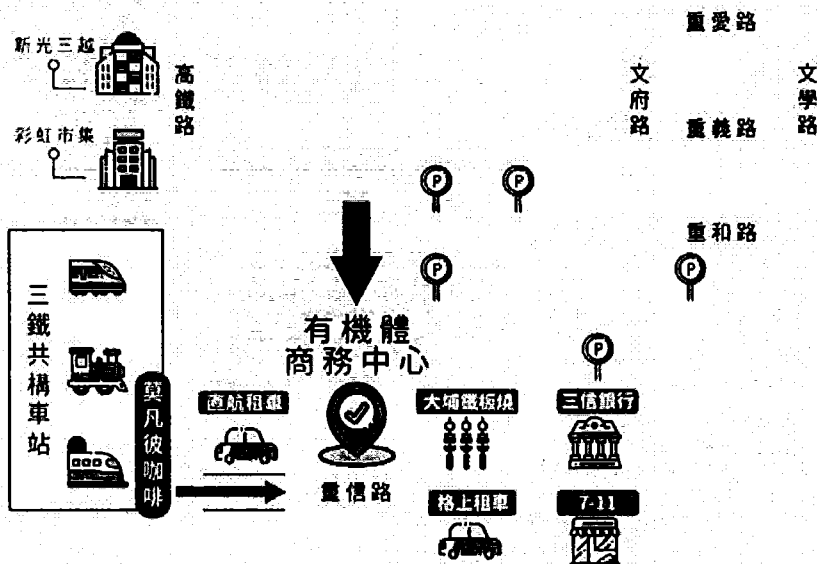 新光三越
彩虹市集
高鐵路
重愛路
文府路
重義路
文學路
重和路
P
P
P
P
P
三鐵共構車站
莫凡彼咖啡
有機體
商務中心
直航租車
重信路
大埔鐵板燒
三信銀行
格上租車
7-11